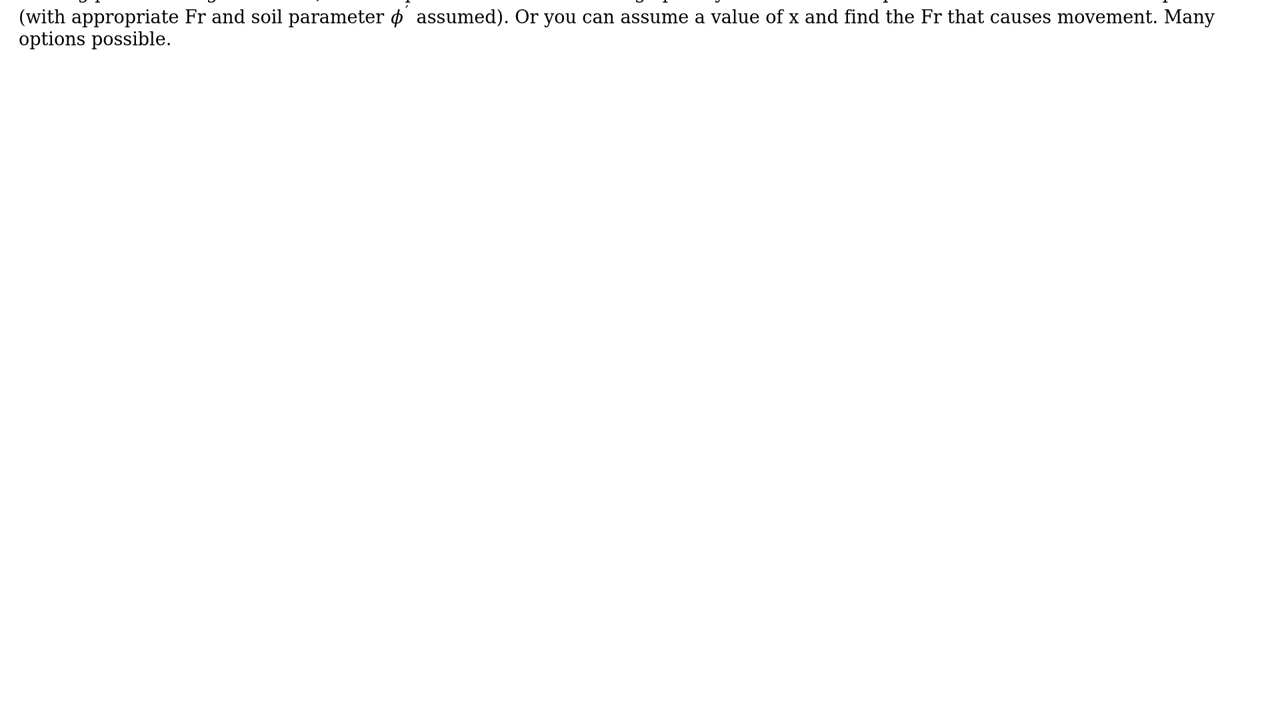 (with appropriate Fr and soil parameter ϕ′ assumed). Or you can assume a value of x and find the Fr that causes movement. Many
options possible.